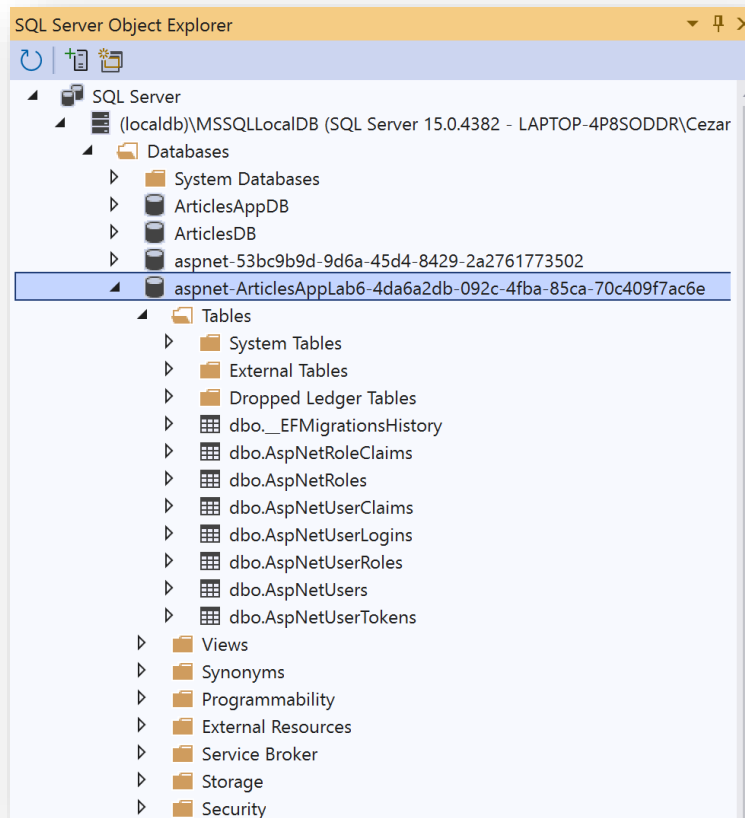 SQL Server Object Explorer
SQL Server
(localdb)\MSSQLLocalDB (SQL Server 15.0.4382 - LAPTOP-4P8SODDR\Cezar
Databases
System Databases
ArticlesAppDB
ArticlesDB
aspnet-53bc9b9d-9d6a-45d4-8429-2a2761773502
aspnet-ArticlesAppLab6-4da6a2db-092c-4fba-85ca-70c409f7ac6e
Tables
System Tables
External Tables
Dropped Ledger Tables
dbo.__EFMigrationsHistory
dbo.AspNetRoleClaims
dbo.AspNetRoles
dbo.AspNetUserClaims
dbo.AspNetUserLogins
dbo.AspNetUserRoles
dbo.AspNetUsers
dbo.AspNetUserTokens
Views
Synonyms
Programmability
External Resources
Service Broker
Storage
Security